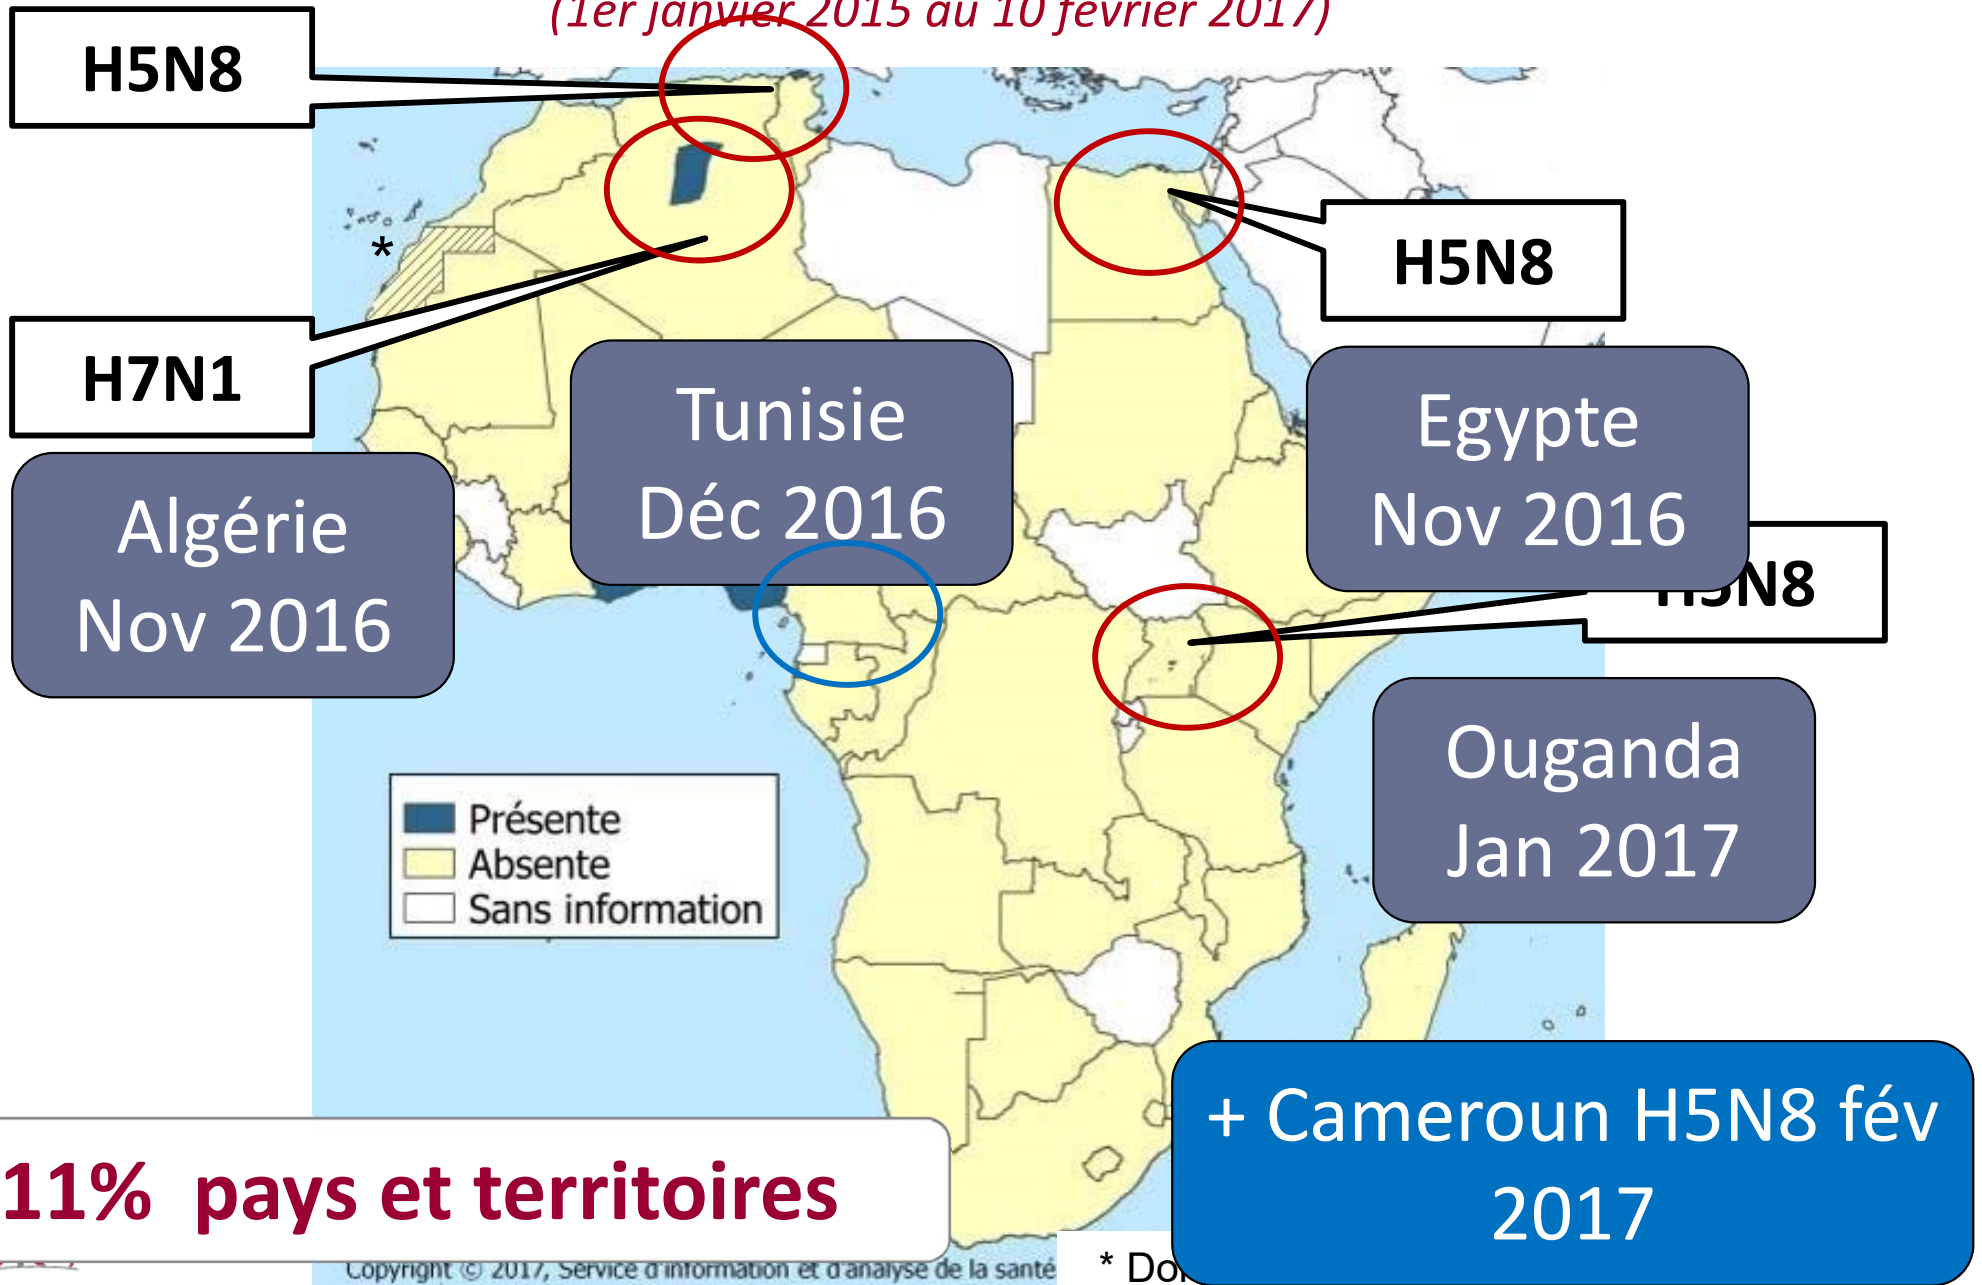 (1er janvier 2015 au 10 février 2017)
H5N8
*
H5N8
H7N1
Tunisie
Déc 2016
Egypte
Nov 2016
Algérie
Nov 2016
H5N8
Ouganda
Jan 2017
Présente
Absente
Sans information
+ Cameroun H5N8 fév
2017
11% pays et territoires
Copyright © 2017, Service d'information et d'analyse de la santé
*